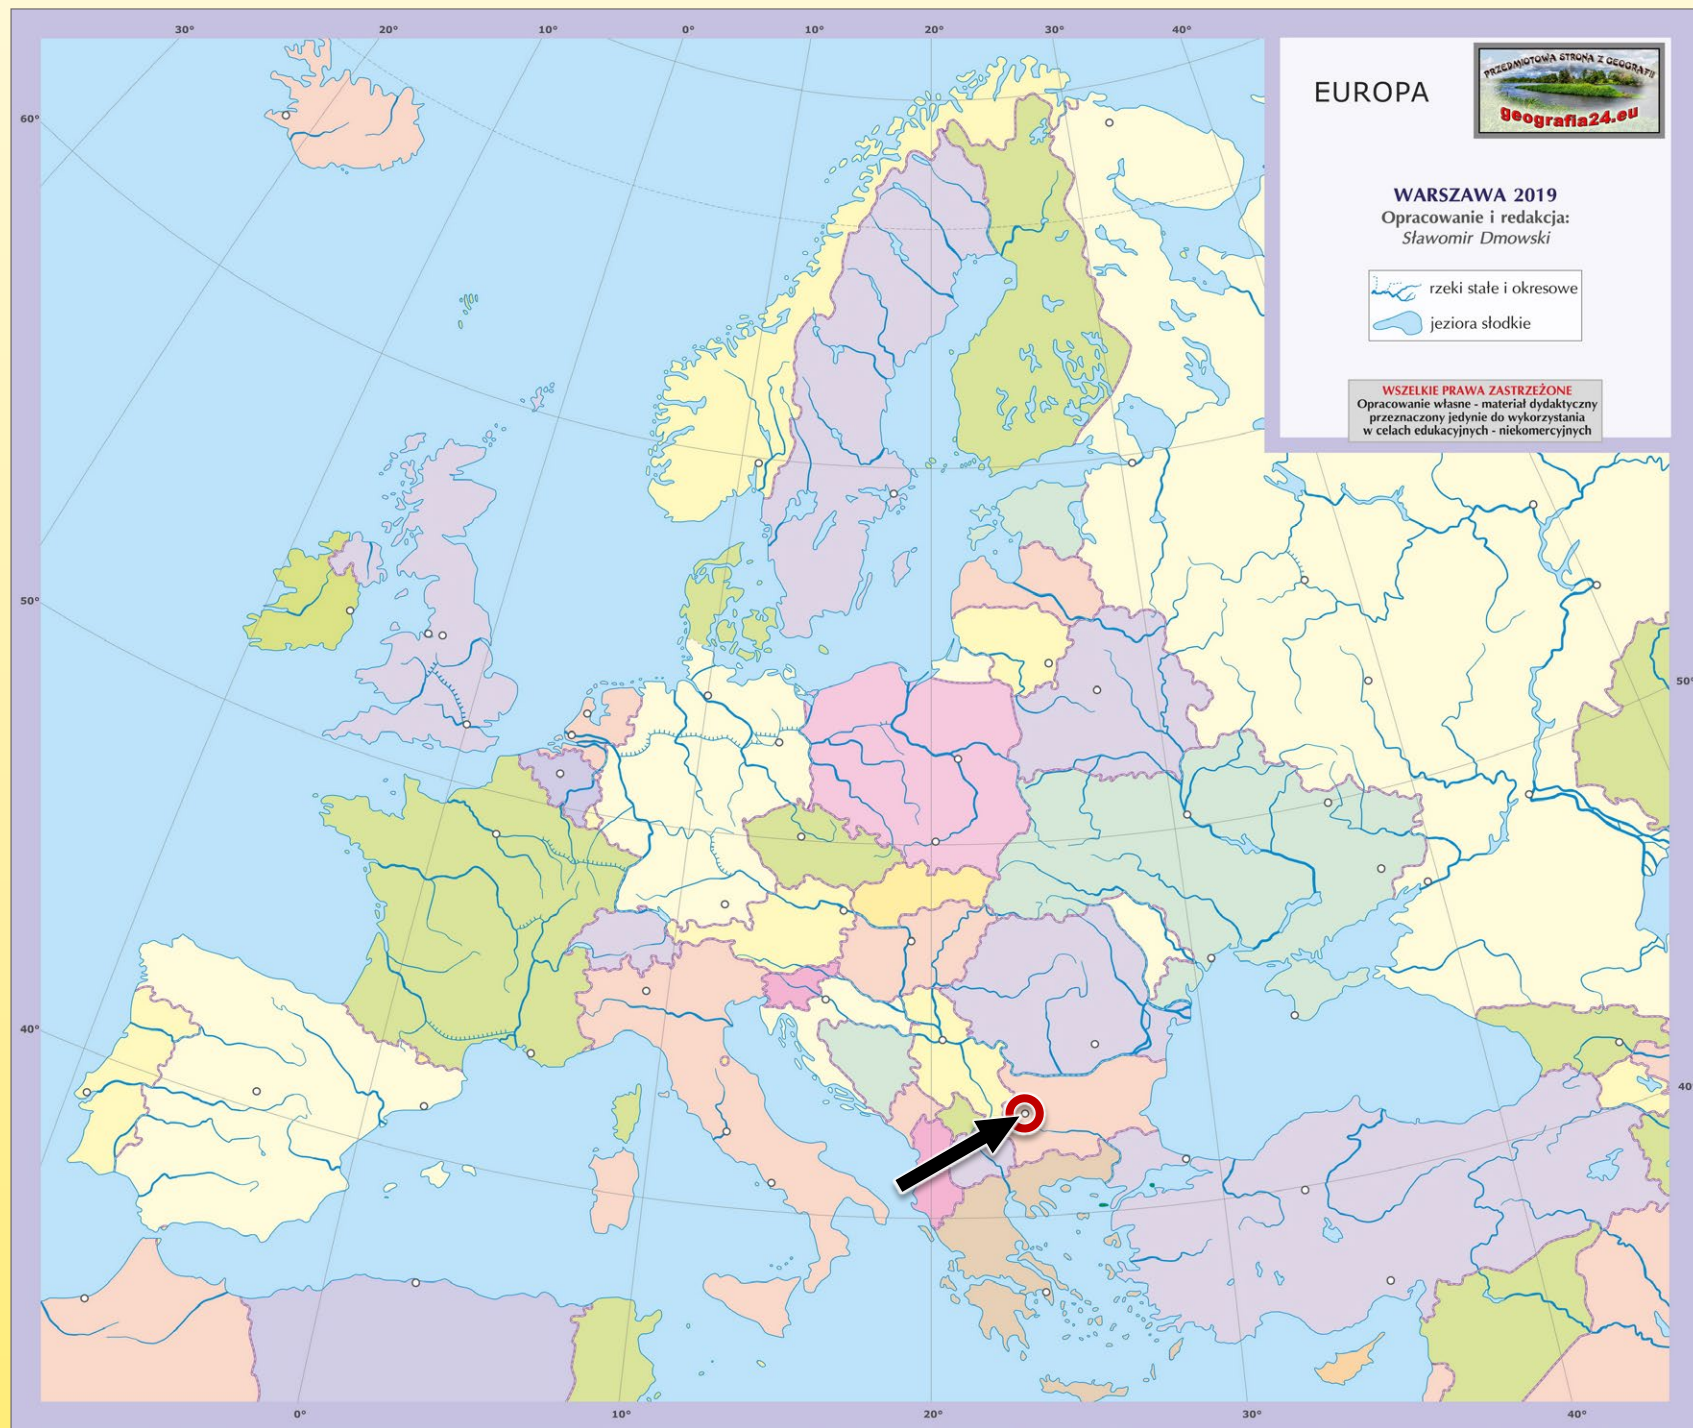 30° 20° 10° 0° 10° 20° 30° 40°
PRZEDMIOTOWA STRONA Z GEOGRAFII
geografia24.eu
EUROPA
WARSZAWA 2019
Opracowanie i redakcja:
Sławomir Dmowski
rzeki stałe i okresowe
jeziora słodkie
WSZELKIE PRAWA ZASTRZEŻONE
Opracowanie własne - materiał dydaktyczny
przeznaczony jedynie do wykorzystania
w celach edukacyjnych - niekomercyjnych
60°
50°
50°
40°
40°
0° 10° 20° 30° 40°